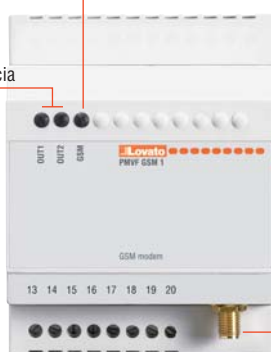 cia
OUT1
OUT2
GSM
Lovato
PMVF GSM 1
GSM modem
13 14 15 16 17 18 19 20